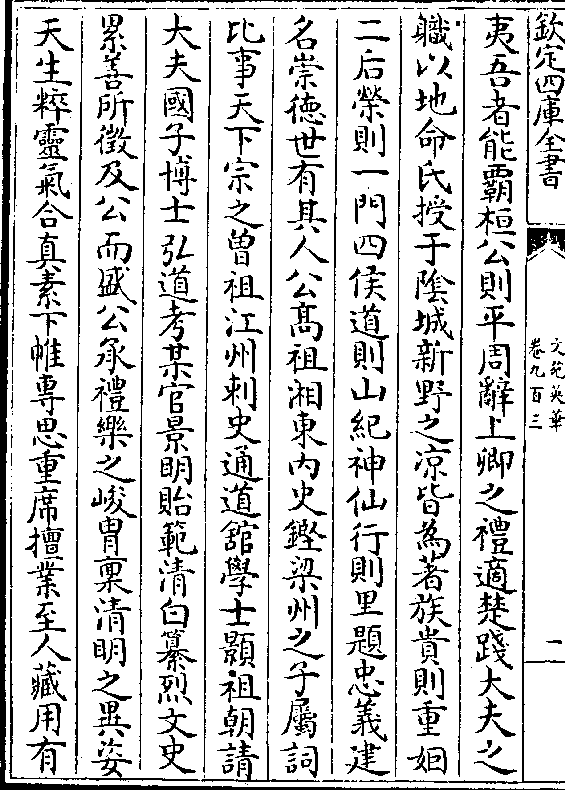 欽定四庫全書
文苑英華
卷九百三
二
夷吾者能覇桓公則平周辭上卿之禮適楚踐大夫之
職以地命氏授于陰城新野之凉皆為著族貴則重姻
二后榮則一門四侯道則山紀神仙行則里題忠義建
名崇徳世有其人公髙祖湘東内史鏗梁州之子屬詞
比事天下宗之曾祖江州刺史通道舘學士顥祖朝請
大夫國子博士弘道考某官景明貽範清白纂烈文史
累善所徵及公而盛公承禮樂之峻胄稟清明之異姿
天生粹靈氣合真素下帷專思重席擅業至人藏用有